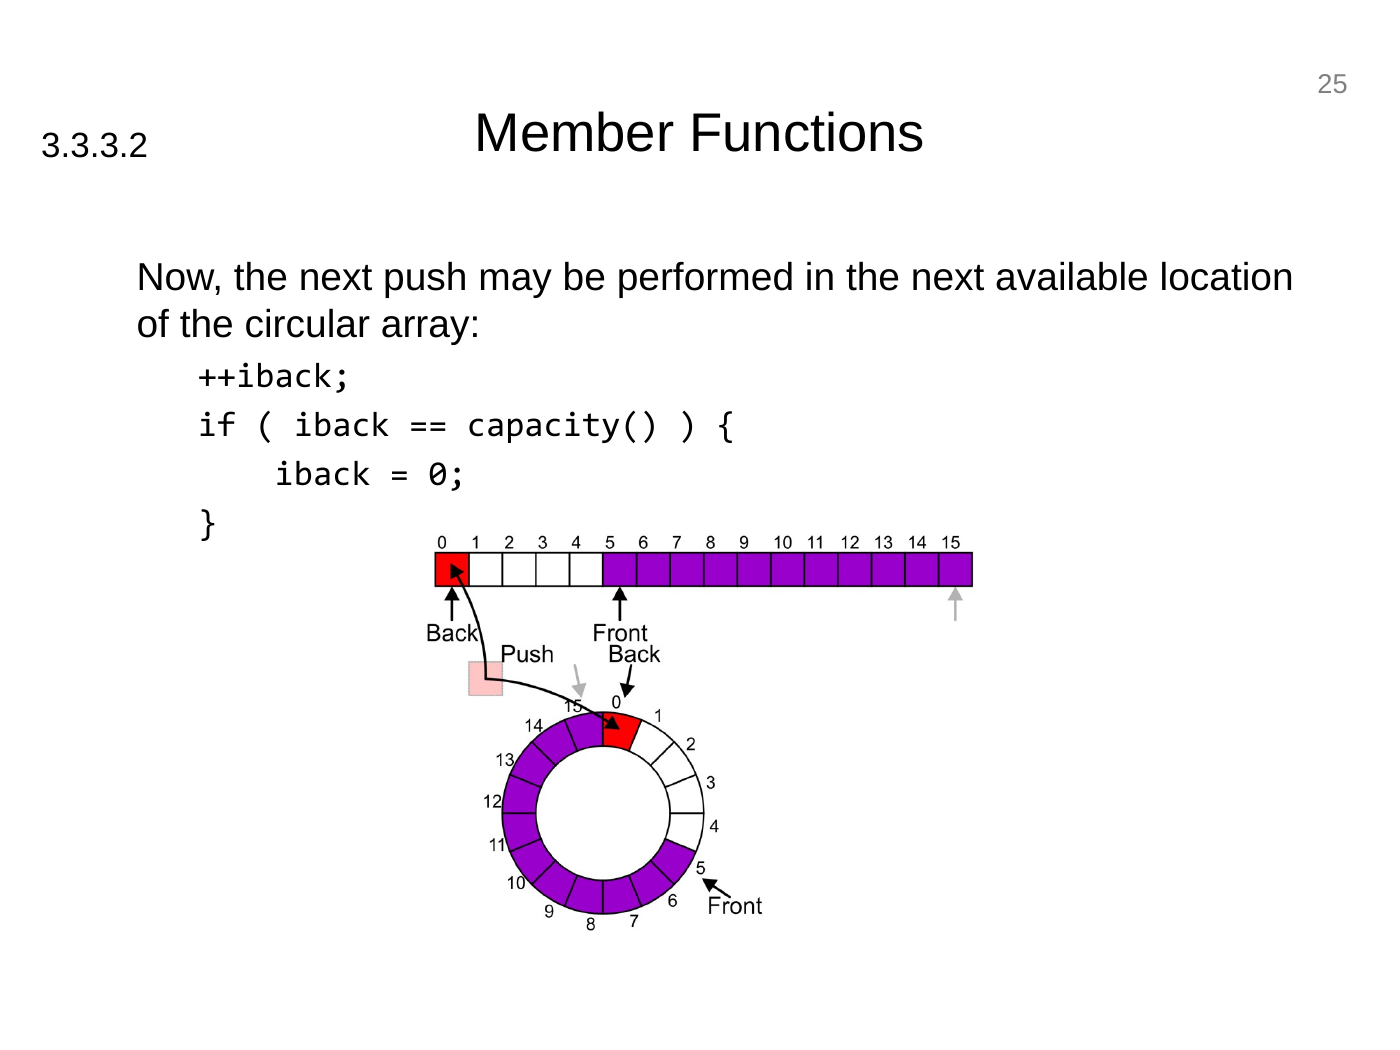 25
3.3.3.2
Member Functions
Now, the next push may be performed in the next available location
of the circular array:
++iback;
if ( iback == capacity() ) {
    iback = 0;
}
0 1 2 3 4 5 6 7 8 9 10 11 12 13 14 15
Back
Front
Push
Back
0
15
1
14
2
13
3
12
4
11
5
10
6
Front
9
7
8